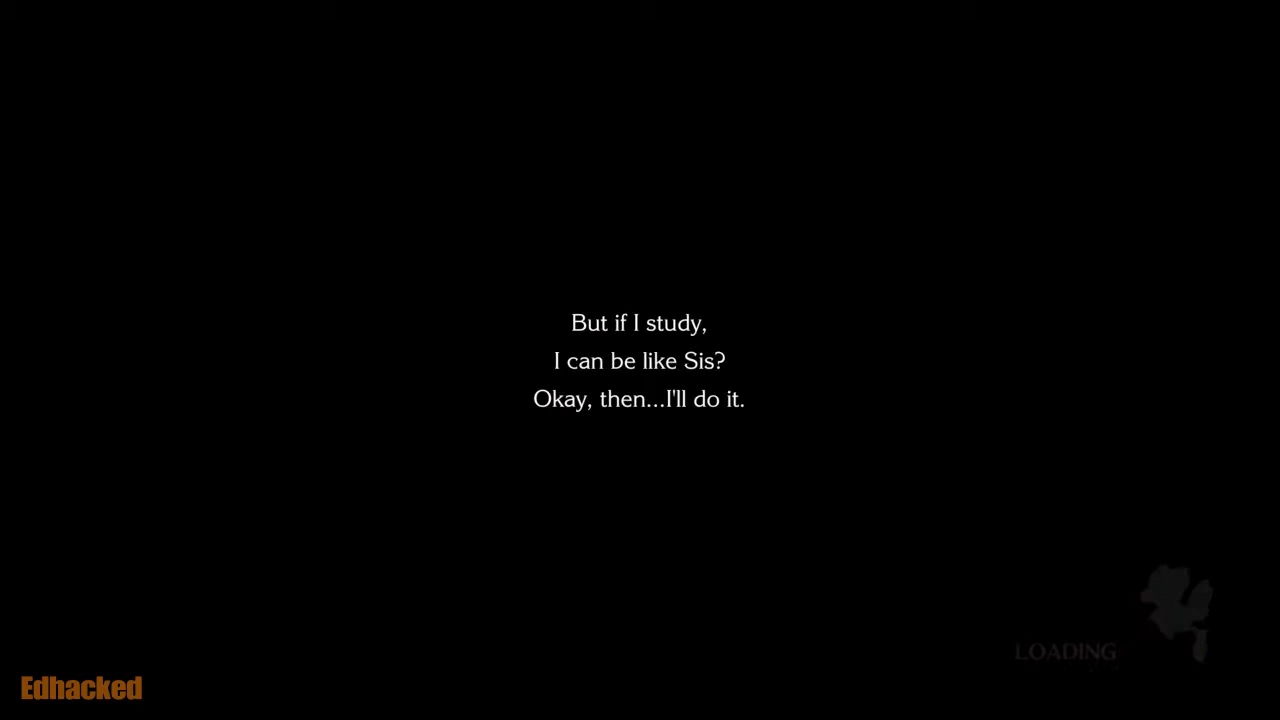 But if I study,
I can be like Sis?
Okay, then...I'll do it.
LOADING
Edhacked